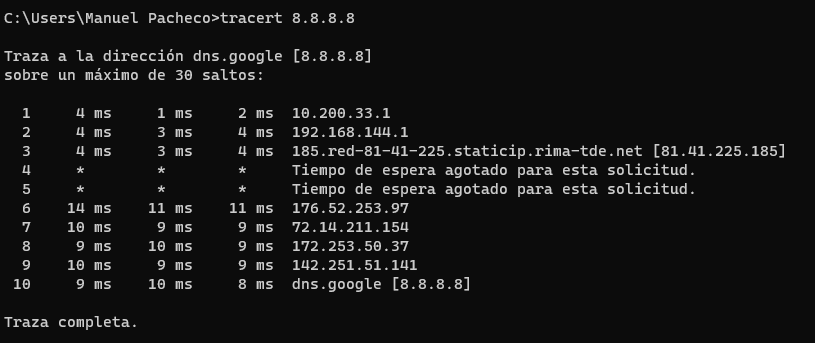 C:\Users\Manuel Pacheco>tracert 8.8.8.8
Traza a la dirección dns.google [8.8.8.8]
sobre un máximo de 30 saltos:
1 4 ms 1 ms 2 ms 10.200.33.1
2 4 ms 3 ms 4 ms 192.168.144.1
3 4 ms 3 ms 4 ms 185.red-81-41-225.staticip.rima-tde.net [81.41.225.185]
4 * * * Tiempo de espera agotado para esta solicitud.
5 * * * Tiempo de espera agotado para esta solicitud.
6 14 ms 11 ms 11 ms 176.52.253.97
7 10 ms 9 ms 9 ms 72.14.211.154
8 9 ms 10 ms 9 ms 172.253.50.37
9 10 ms 9 ms 9 ms 142.251.51.141
10 9 ms 10 ms 8 ms dns.google [8.8.8.8]
Traza completa.